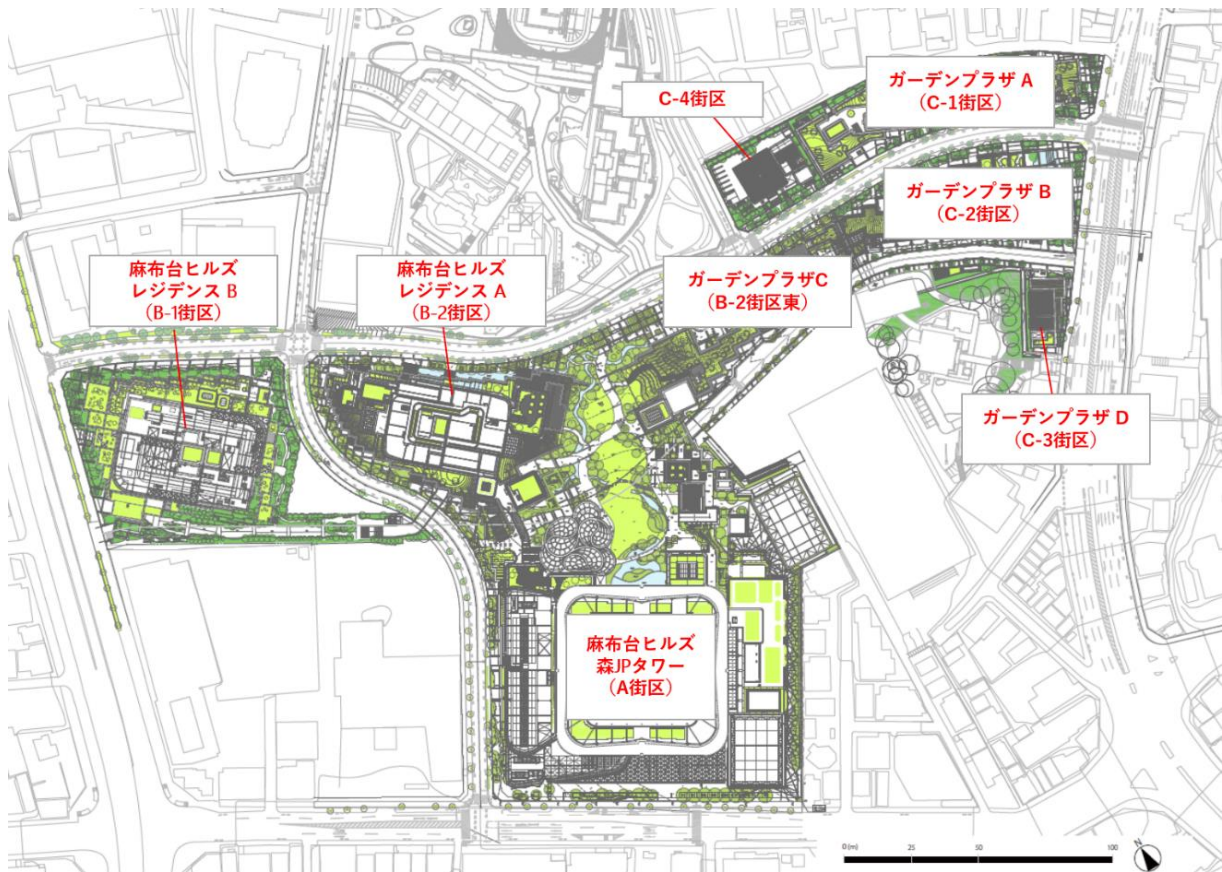 ガーデンプラザ A
（C-1街区）
C-4街区
ガーデンプラザ B
（C-2街区）
麻布台ヒルズ
レジデンス B
（B-1街区）
麻布台ヒルズ
レジデンス A
（B-2街区）
ガーデンプラザC
（B-2街区東）
ガーデンプラザ D
（C-3街区）
麻布台ヒルズ
森JPタワー
（A街区）
0(m)
25
50
100